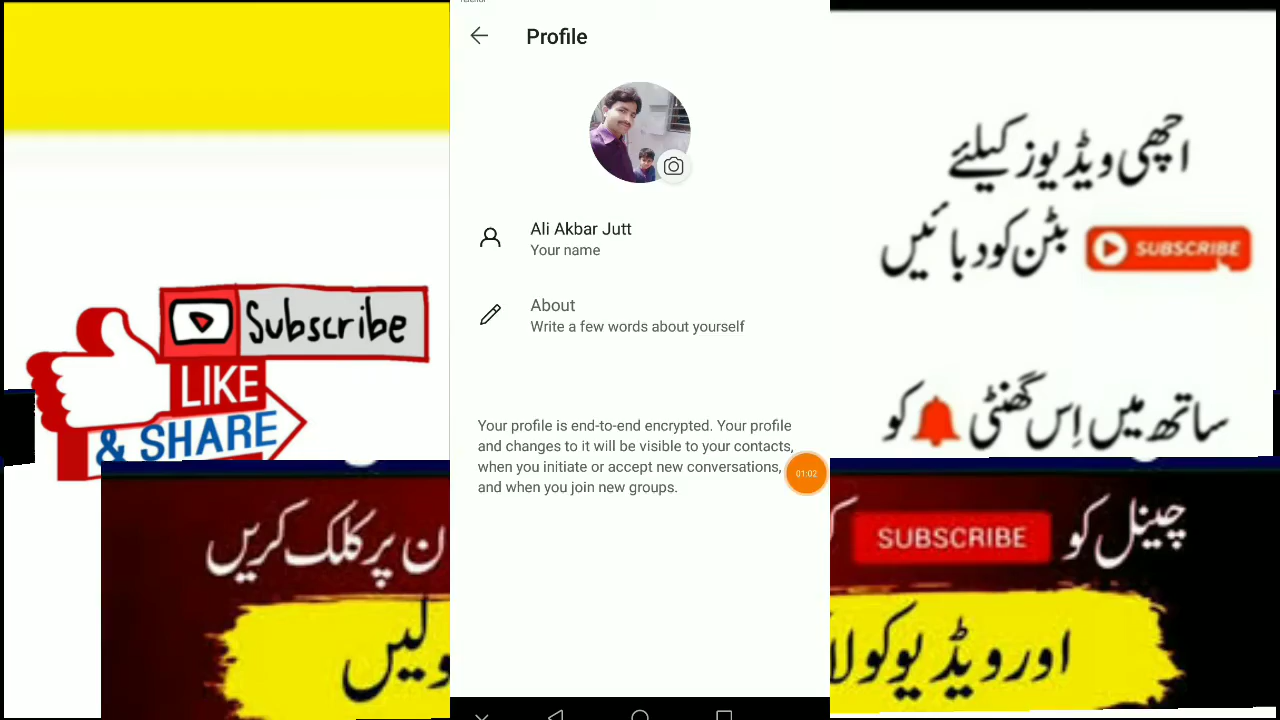 Profile
Ali Akbar Jutt
Your name
About
Write a few words about yourself
Your profile is end-to-end encrypted. Your profile
and changes to it will be visible to your contacts,
when you initiate or accept new conversations,
and when you join new groups.
01:02
Subscribe
LIKE
& SHARE
ن پر کلک کریں
اچھی ویڈیوز کیلئے
SUBSCRIBE بٹن کو دبائیں
ساتھ میں اِس گھنٹی کو
چینل کو SUBSCRIBE
اور ویڈیو کو لا